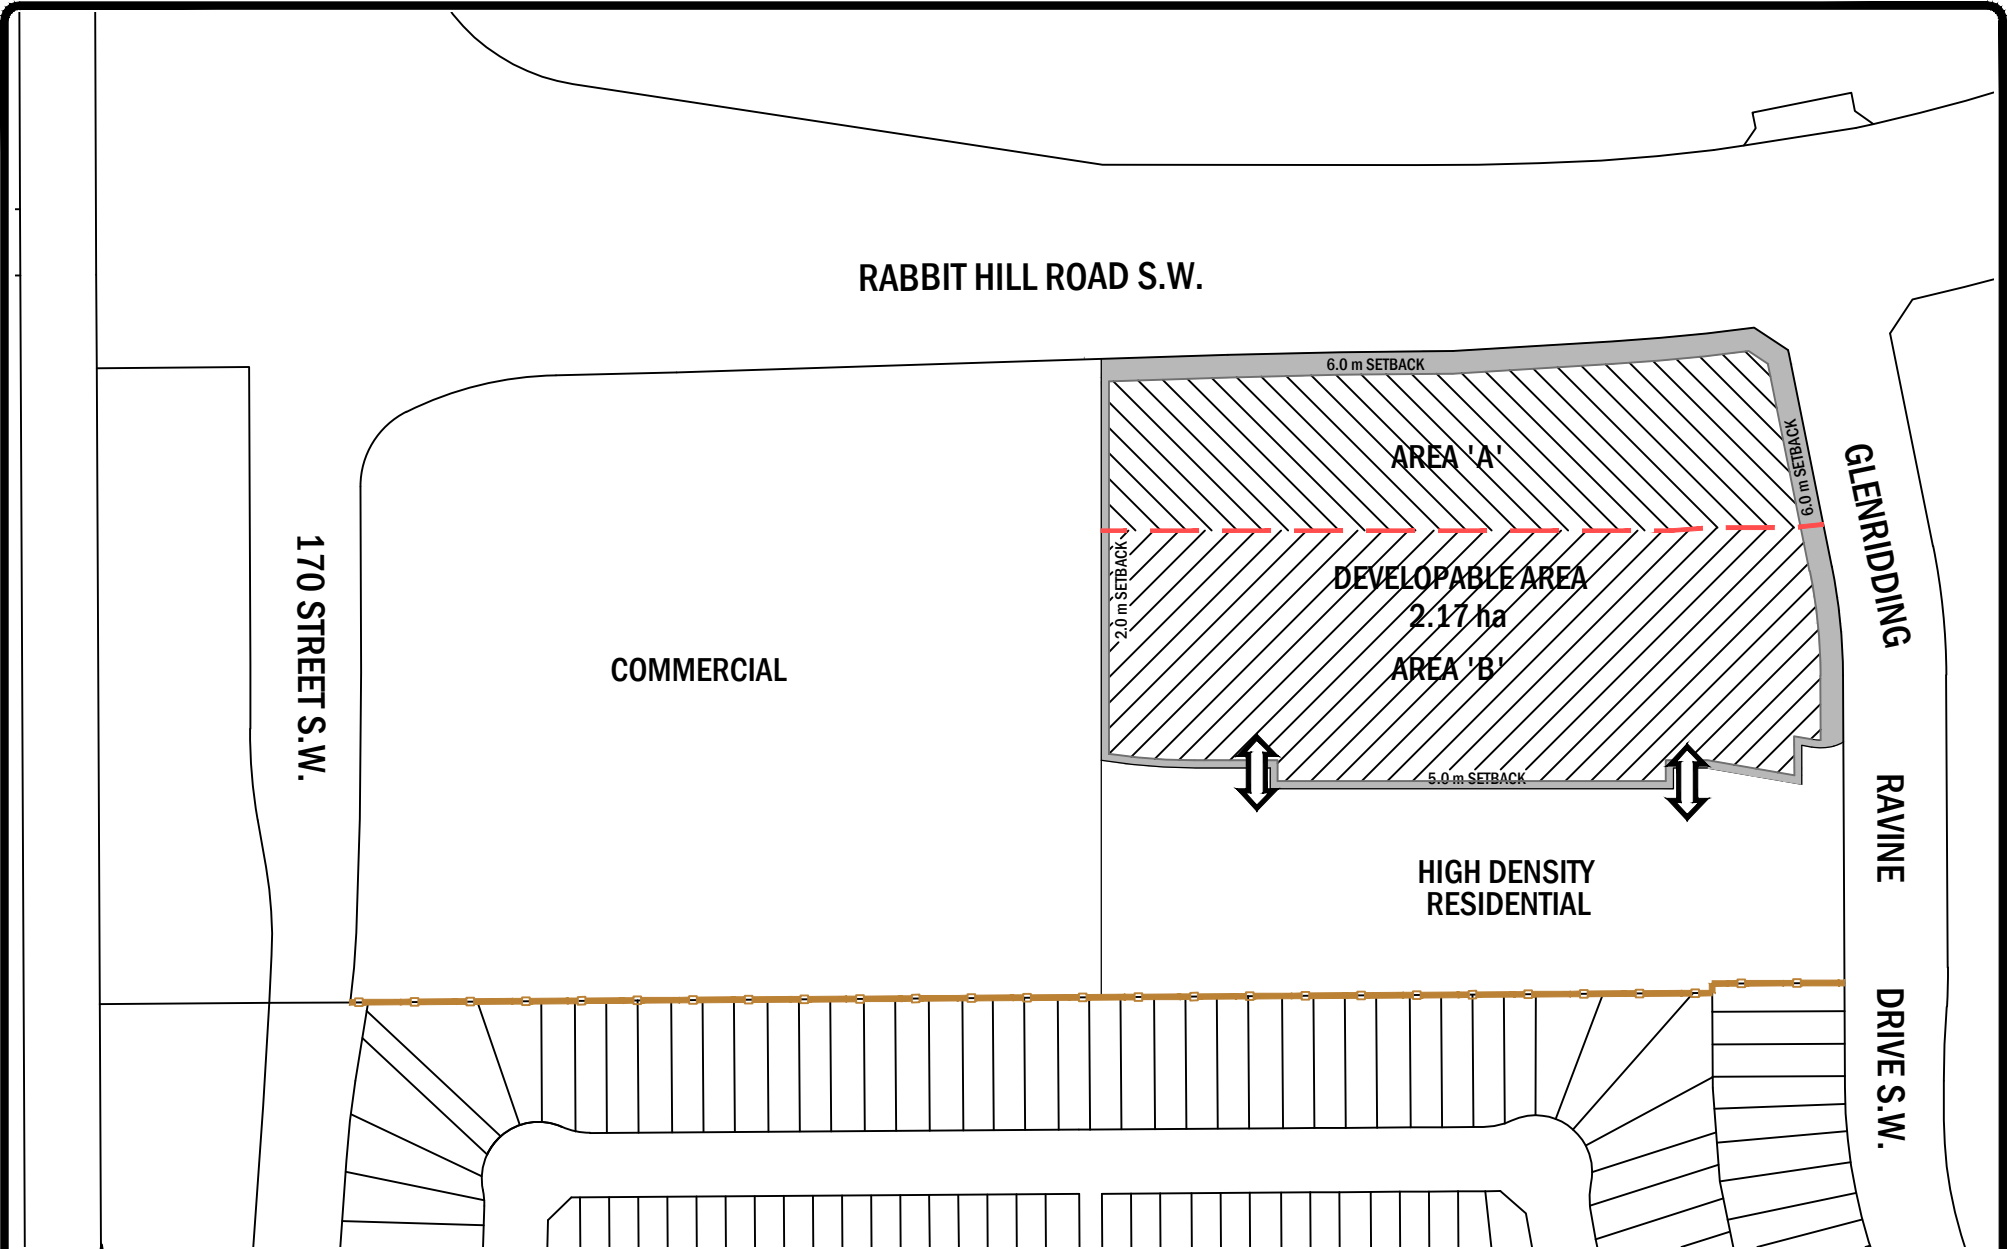 RABBIT HILL ROAD S.W.
6.0 m SETBACK
6.0 m SETBACK
AREA 'A'
GLENRIDDING
RAVINE
DRIVE S.W.
170 STREET S.W.
2.0 m SETBACK
DEVELOPABLE AREA
2.17 ha
AREA 'B'
COMMERCIAL
5.0 m SETBACK
HIGH DENSITY
RESIDENTIAL